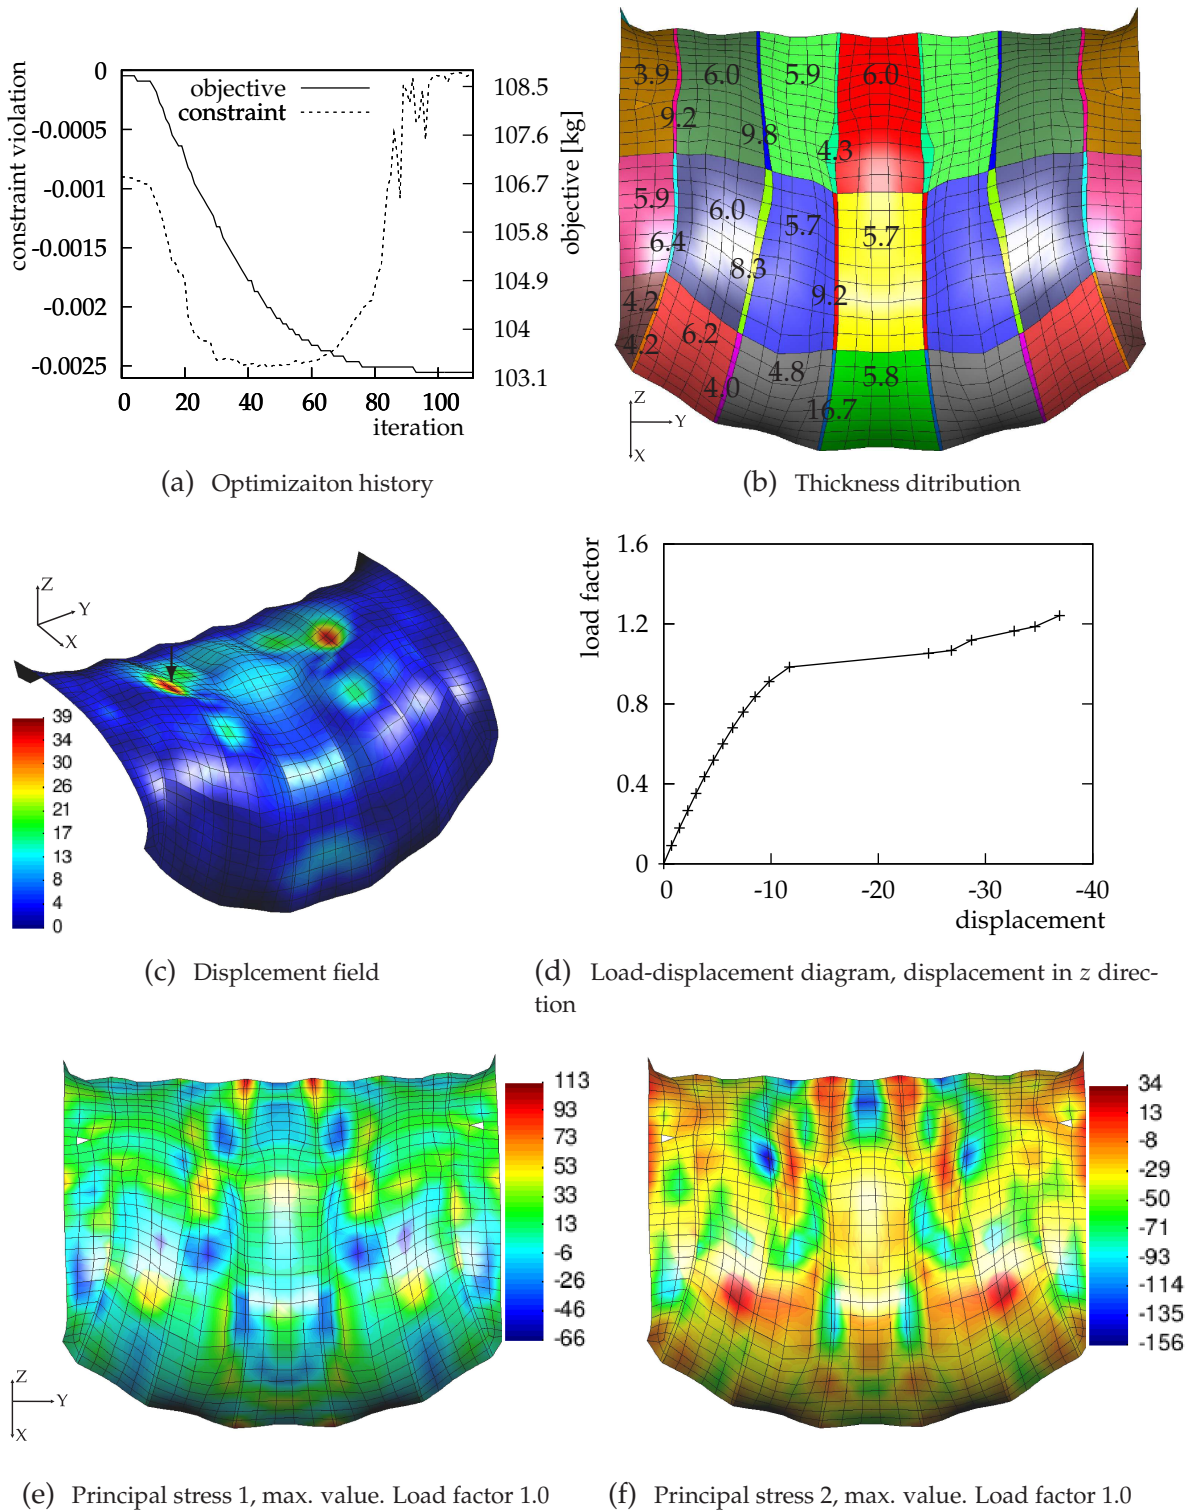 0
-0.0005
-0.001
-0.0015
-0.002
-0.0025
constraint violation
objective
constraint
108.5
107.6
106.7
105.8
104.9
104
103.1
objective [kg]
0 20 40 60 80 100
iteration
(a) Optimizaiton history
3.9 6.0 5.9 6.0
9.2 9.8 4.3
5.9 6.0 5.7 5.7
6.4 8.3 9.2
4.2 6.2 4.8 5.8
4.2 4.0 16.7
Z
Y
X
(b) Thickness ditribution
Z
Y
X
39
34
30
26
21
17
13
8
4
0
(c) Displcement field
1.6
1.2
0.8
0.4
0
load factor
0 -10 -20 -30 -40
displacement
(d) Load-displacement diagram, displacement in z direc-
tion
113
93
73
53
33
13
-6
-26
-46
-66
Z
Y
X
(e) Principal stress 1, max. value. Load factor 1.0
34
13
-8
-29
-50
-71
-93
-114
-135
-156
(f) Principal stress 2, max. value. Load factor 1.0